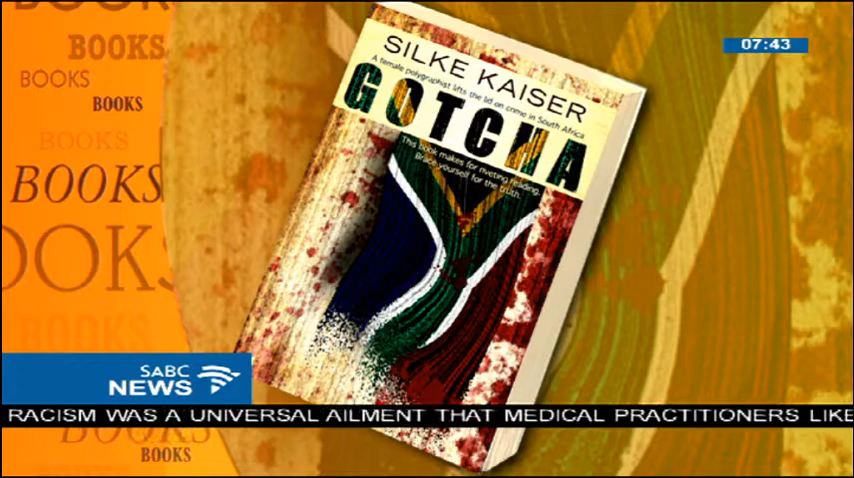 BOOKS
BOOKS
BOOKS
BOOKS
BOOKS
BOOKS
OOKS
BOOKS
BOOKS
BOOKS
SILKE KAISER
A female polygraphist lifts the lid on crime in South Africa
GOTCHA
This book makes for riveting reading.
Brace yourself for the truth.
07:43
SABC
NEWS
RACISM WAS A UNIVERSAL AILMENT THAT MEDICAL PRACTITIONERS LIKE